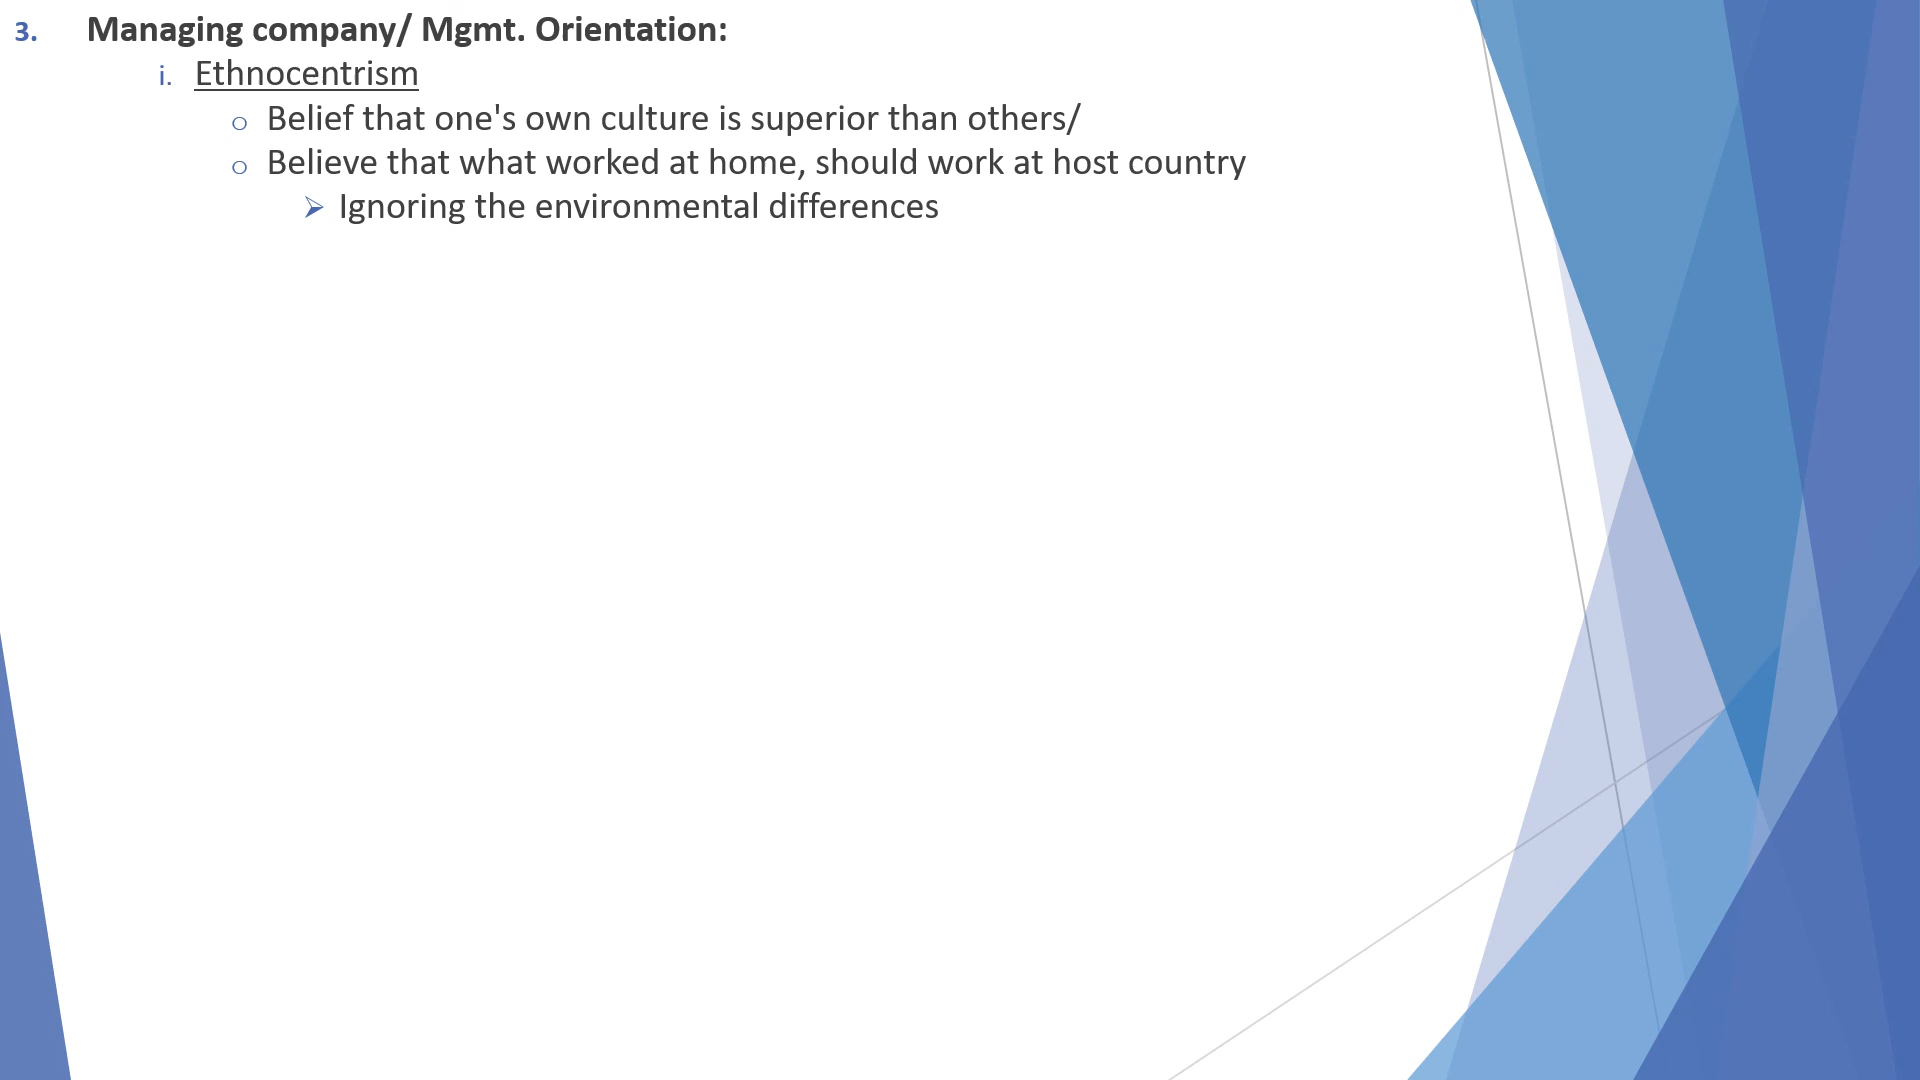 3. Managing company/ Mgmt. Orientation:
i. Ethnocentrism
o Belief that one's own culture is superior than others/
o Believe that what worked at home, should work at host country
➢ Ignoring the environmental differences